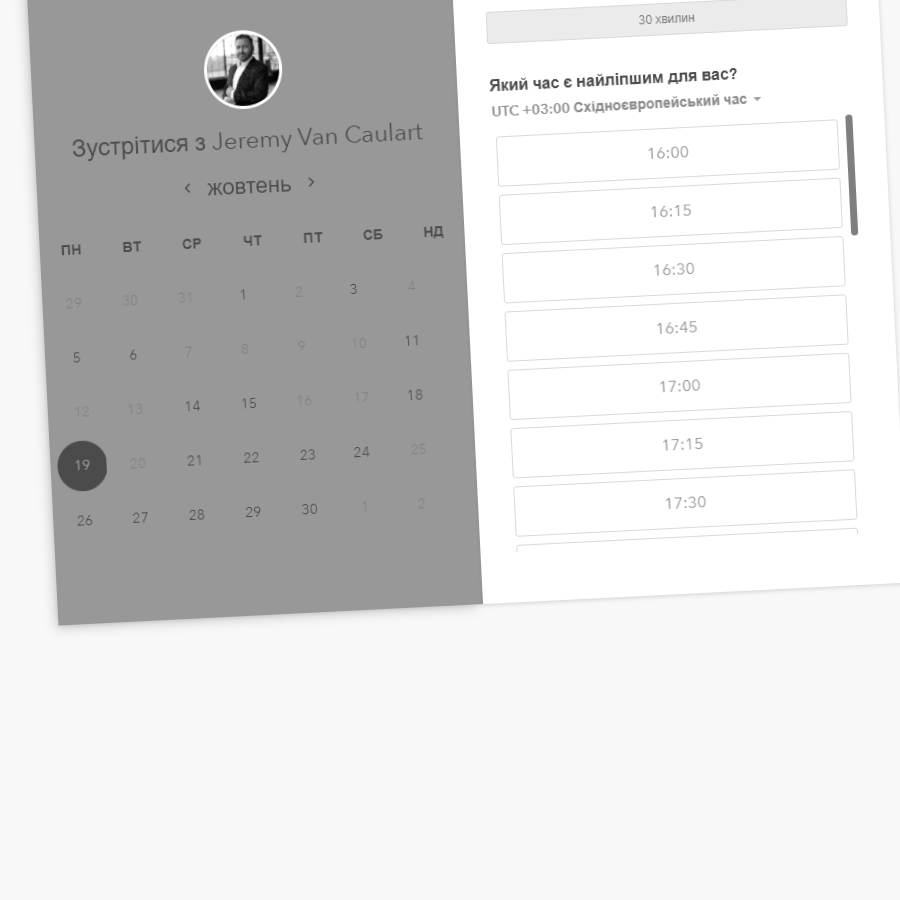 Зустрітися з Jeremy Van Caulart
‹ жовтень ›
ПН ВТ СР ЧТ ПТ СБ НД
29 30 31 1 2 3 4
5 6 7 8 9 10 11
12 13 14 15 16 17 18
19 20 21 22 23 24 25
26 27 28 29 30 1 2
30 хвилин
Який час є найліпшим для вас?
UTC +03:00 Східноєвропейський час
16:00
16:15
16:30
16:45
17:00
17:15
17:30